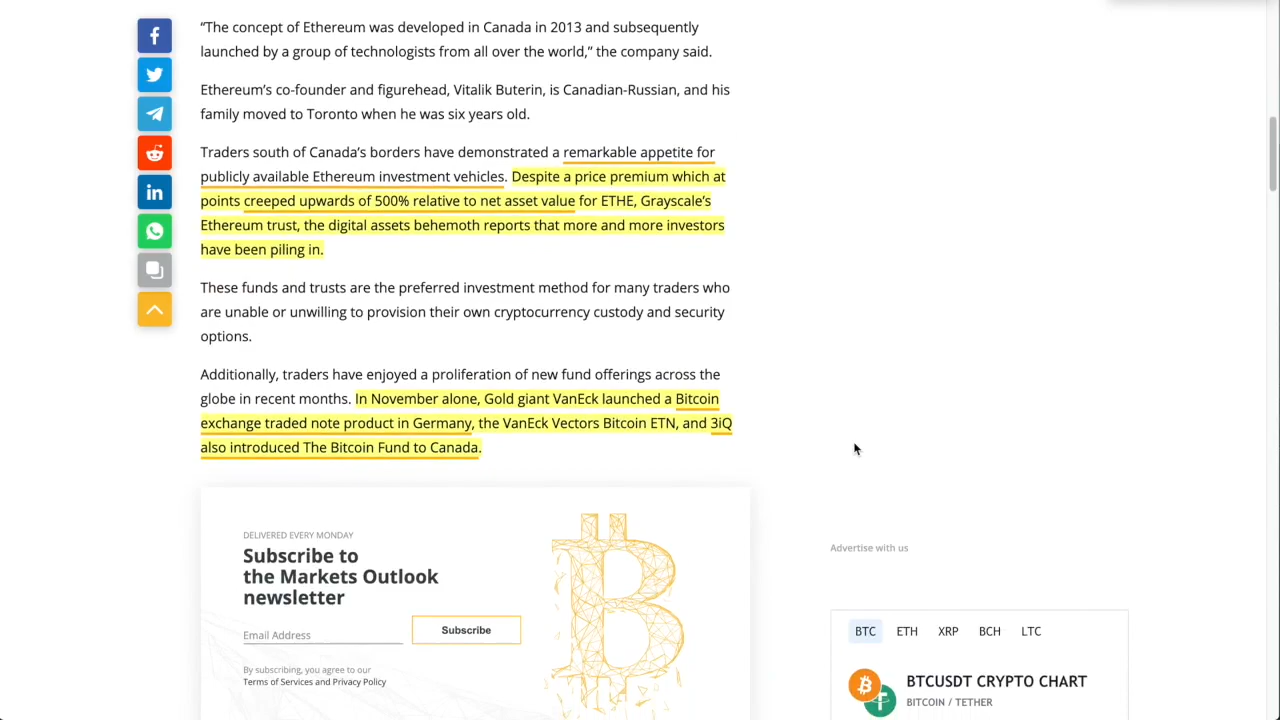 “The concept of Ethereum was developed in Canada in 2013 and subsequently
launched by a group of technologists from all over the world,” the company said.
Ethereum’s co-founder and figurehead, Vitalik Buterin, is Canadian-Russian, and his
family moved to Toronto when he was six years old.
Traders south of Canada’s borders have demonstrated a remarkable appetite for
publicly available Ethereum investment vehicles. Despite a price premium which at
points creeped upwards of 500% relative to net asset value for ETHE, Grayscale’s
Ethereum trust, the digital assets behemoth reports that more and more investors
have been piling in.
These funds and trusts are the preferred investment method for many traders who
are unable or unwilling to provision their own cryptocurrency custody and security
options.
Additionally, traders have enjoyed a proliferation of new fund offerings across the
globe in recent months. In November alone, Gold giant VanEck launched a Bitcoin
exchange traded note product in Germany, the VanEck Vectors Bitcoin ETN, and 3iQ
also introduced The Bitcoin Fund to Canada.
DELIVERED EVERY MONDAY
Subscribe to
the Markets Outlook
newsletter
Email Address
Subscribe
By subscribing, you agree to our
Terms of Services and Privacy Policy
Advertise with us
BTC ETH XRP BCH LTC
BTCUSDT CRYPTO CHART
BITCOIN / TETHER